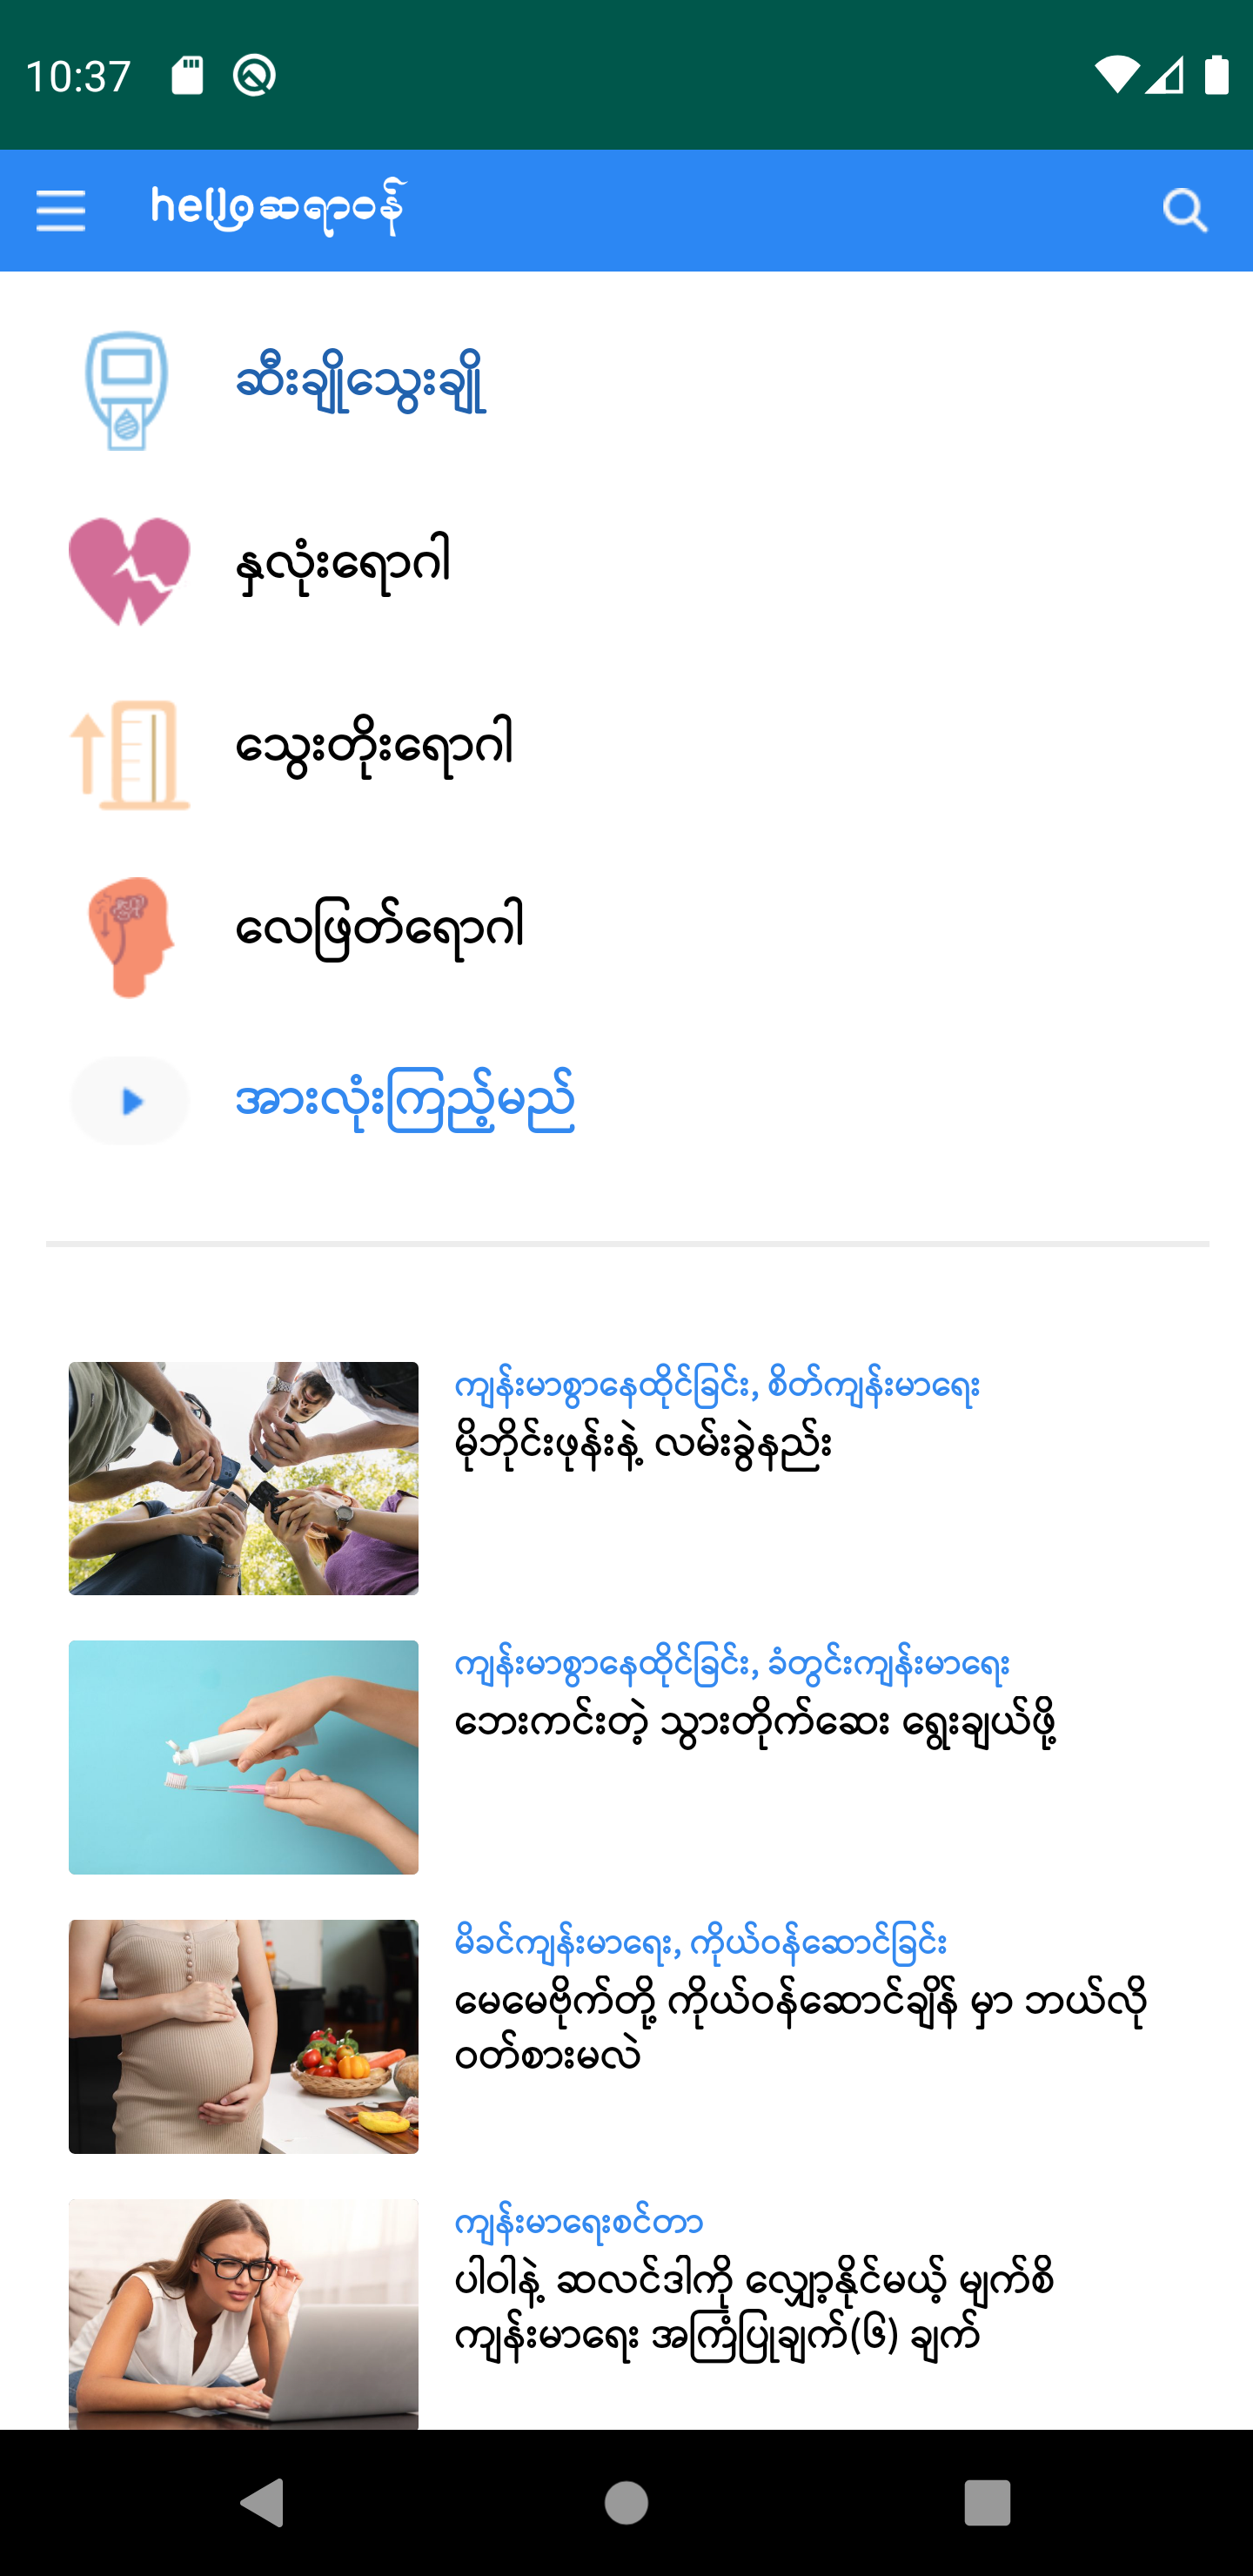 10:37
helloဆရာဝန်
ဆီးချိုသွေးချို
နှလုံးရောဂါ
သွေးတိုးရောဂါ
လေဖြတ်ရောဂါ
အားလုံးကြည့်မည်
ကျန်းမာစွာနေထိုင်ခြင်း, စိတ်ကျန်းမာရေး
မိုဘိုင်းဖုန်းနဲ့ လမ်းခွဲနည်း
ကျန်းမာစွာနေထိုင်ခြင်း, ခံတွင်းကျန်းမာရေး
ဘေးကင်းတဲ့ သွားတိုက်ဆေး ရွေးချယ်ဖို့
မိခင်ကျန်းမာရေး, ကိုယ်ဝန်ဆောင်ခြင်း
မေမေဗိုက်တို့ ကိုယ်ဝန်ဆောင်ချိန် မှာ ဘယ်လို
ဝတ်စားမလဲ
ကျန်းမာရေးစင်တာ
ပါဝါနဲ့ ဆလင်ဒါကို လျှော့နိုင်မယ့် မျက်စိ
ကျန်းမာရေး အကြံပြုချက်(၆) ချက်